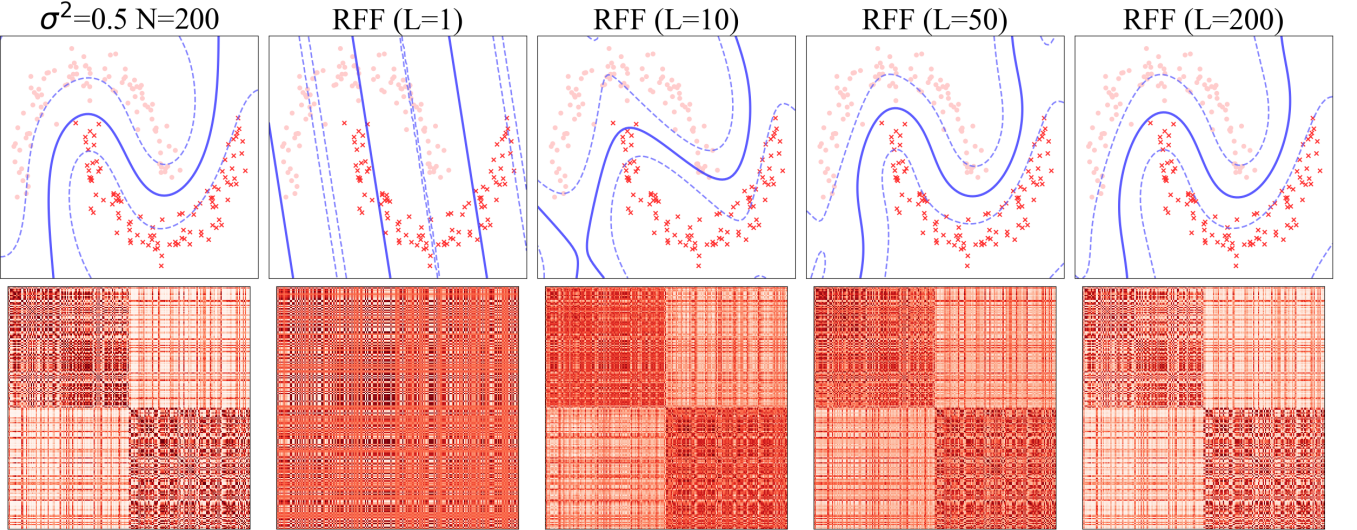 σ²=0.5 N=200
RFF (L=1)
RFF (L=10)
RFF (L=50)
RFF (L=200)